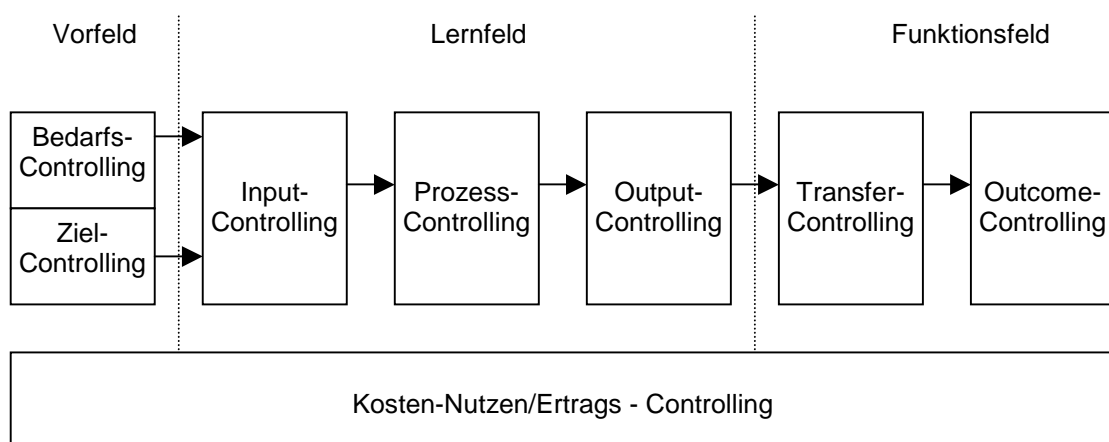 Vorfeld
Lernfeld
Funktionsfeld
Bedarfs-
Controlling
Ziel-
Controlling
Input-
Controlling
Prozess-
Controlling
Output-
Controlling
Transfer-
Controlling
Outcome-
Controlling
Kosten-Nutzen/Ertrags - Controlling